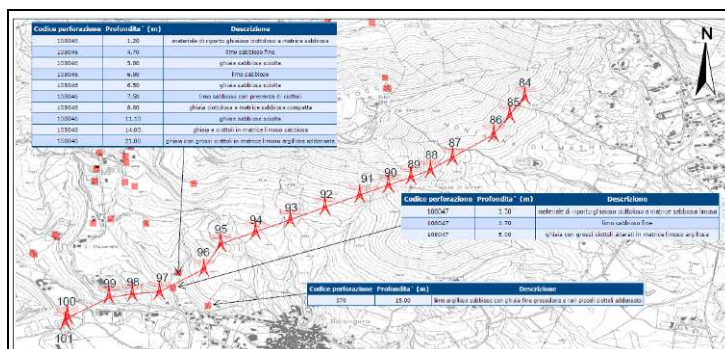 Codice perforazione Profondita` (m) Descrizione
108046 1.20 materiale di riporto ghiaioso ciottoloso a matrice sabbiosa
108046 4.70 limo sabbioso fine
108046 5.80 ghiaia sabbiosa sciolta
108046 6.00 limo sabbioso
108046 6.50 ghiaia sabbiosa sciolta
108046 7.50 limo sabbioso con presenza di ciottoli
108046 8.00 ghiaia ciottolosa a matrice sabbiosa compatta
108046 11.10 ghiaia sabbiosa sciolta
108046 14.00 ghiaia e ciottoli in matrice limoso sabbiosa
108046 21.00 ghiaia con grossi ciottoli in matrice limoso argillosa addensata
N
84
85
86
87
88
89
90
91
92
93
94
95
96
97
98
99
100
101
Codice perforazione Profondita` (m) Descrizione
108047 materiale di riporto ghiaioso ciottoloso a matrice sabbiosa limosa
108047 limo sabbioso fine
108047 5.00 ghiaia con grossi ciottoli alterati in matrice limoso argillosa
Codice perforazione Profondita` (m) Descrizione
370 15.00 limo argilloso sabbioso con ghiaia fine grossolana e rari piccoli ciottoli addensato
Balangero